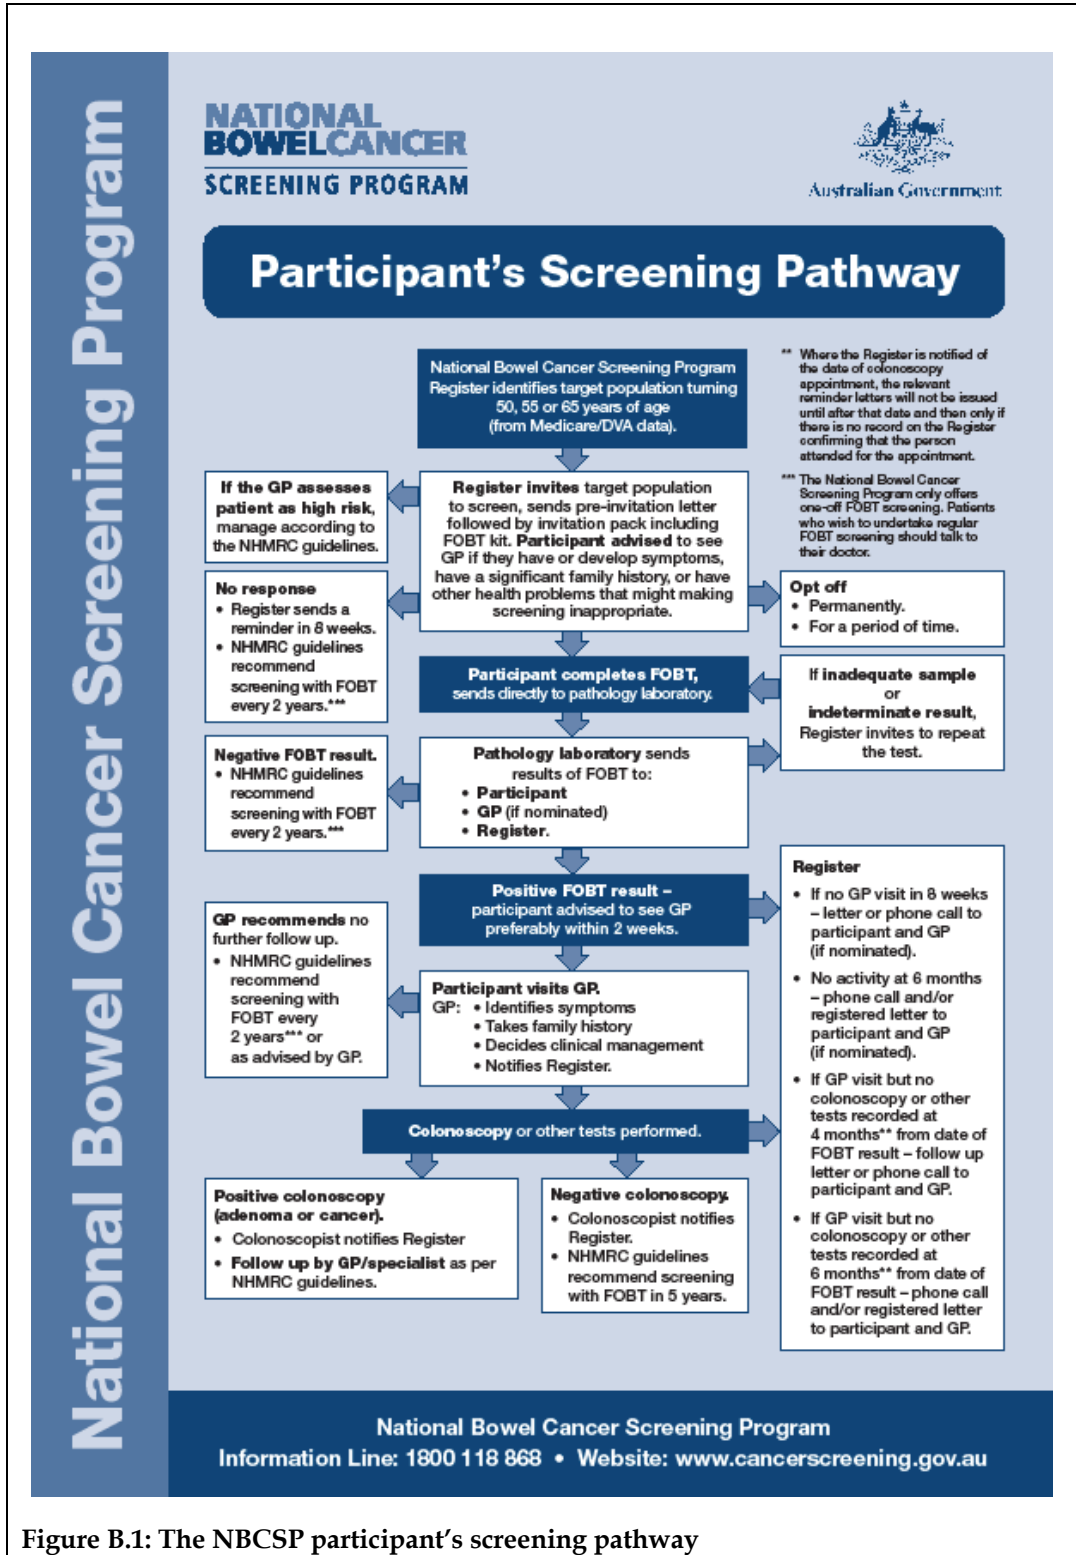 National Bowel Cancer Screening Program
NATIONAL
BOWELCANCER
SCREENING PROGRAM
Australian Government
Participant's Screening Pathway
National Bowel Cancer Screening Program
Register identifies target population turning
50, 55 or 65 years of age
(from Medicare/DVA data).
** Where the Register is notified of
the date of colonoscopy
appointment, the relevant
reminder letters will not be issued
until after that date and then only if
there is no record on the Register
confirming that the person
attended for the appointment.
*** The National Bowel Cancer
Screening Program only offers
one-off FOBT screening. Patients
who wish to undertake regular
FOBT screening should talk to
their doctor.
If the GP assesses
patient as high risk,
manage according to
the NHMRC guidelines.
Register invites target population
to screen, sends pre-invitation letter
followed by invitation pack including
FOBT kit. Participant advised to see
GP if they have or develop symptoms,
have a significant family history, or have
other health problems that might making
screening inappropriate.
No response
• Register sends a
reminder in 8 weeks.
• NHMRC guidelines
recommend
screening with FOBT
every 2 years.***
Opt off
• Permanently.
• For a period of time.
Participant completes FOBT,
sends directly to pathology laboratory.
If inadequate sample
or
indeterminate result,
Register invites to repeat
the test.
Negative FOBT result.
• NHMRC guidelines
recommend
screening with FOBT
every 2 years.***
Pathology laboratory sends
results of FOBT to:
• Participant
• GP (if nominated)
• Register.
Positive FOBT result –
participant advised to see GP
preferably within 2 weeks.
Register
• If no GP visit in 8 weeks
– letter or phone call to
participant and GP
(if nominated).
• No activity at 6 months
– phone call and/or
registered letter to
participant and GP
(if nominated).
• If GP visit but no
colonoscopy or other
tests recorded at
4 months** from date of
FOBT result – follow up
letter or phone call to
participant and GP.
• If GP visit but no
colonoscopy or other
tests recorded at
6 months** from date of
FOBT result – phone call
and/or registered letter
to participant and GP.
GP recommends no
further follow up.
• NHMRC guidelines
recommend
screening with
FOBT every
2 years*** or
as advised by GP.
Participant visits GP.
GP: • Identifies symptoms
• Takes family history
• Decides clinical management
• Notifies Register.
Colonoscopy or other tests performed.
Positive colonoscopy
(adenoma or cancer).
• Colonoscopist notifies Register
• Follow up by GP/specialist as per
NHMRC guidelines.
Negative colonoscopy.
• Colonoscopist notifies
Register.
• NHMRC guidelines
recommend screening
with FOBT in 5 years.
National Bowel Cancer Screening Program
Information Line: 1800 118 868 • Website: www.cancerscreening.gov.au
Figure B.1: The NBCSP participant's screening pathway